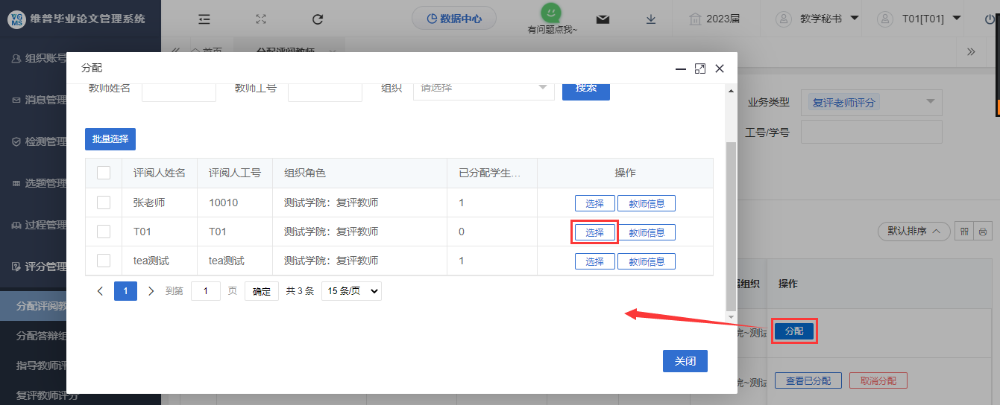 VG MS 维普毕业论文管理系统
数据中心
有问题点我~
2023届
教学秘书
T01[T01]
组织账号
消息管理
检测管理
选题管理
过程管理
评分管理
分配评阅教
分配答辩组
指导教师评
复评教师评分
首页
分配评阅教师
分配
教师姓名
教师工号
组织
请选择
搜索
批量选择
评阅人姓名 评阅人工号 组织角色 已分配学生... 操作
张老师 10010 测试学院：复评教师 1 选择 教师信息
T01 T01 测试学院：复评教师 0 选择 教师信息
tea测试 tea测试 测试学院：复评教师 1 选择 教师信息
1 到第 1 页 确定 共 3 条 15 条/页
关闭
业务类型
复评老师评分
工号/学号
默认排序
组织 操作
院~测试 分配
院~测试 查看已分配 取消分配